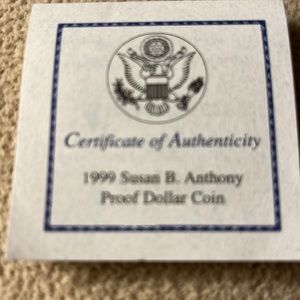 Certificate of Authenticity
1999 Susan B. Anthony
Proof Dollar Coin